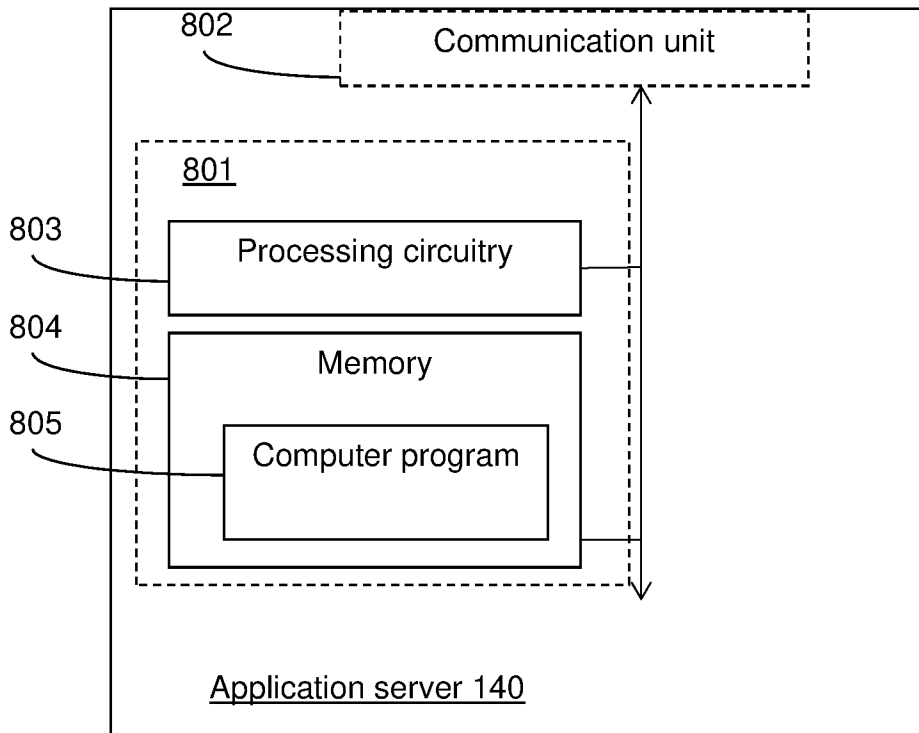 802
Communication unit
801
803
Processing circuitry
804
Memory
805
Computer program
Application server 140